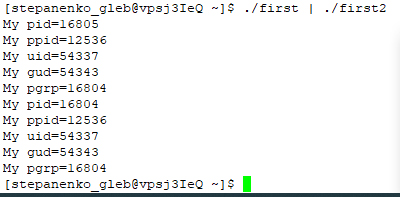 [stepanenko_gleb@vpsj3IeQ ~]$ ./first | ./first2
My pid=16805
My ppid=12536
My uid=54337
My gud=54343
My pgrp=16804
My pid=16804
My ppid=12536
My uid=54337
My gud=54343
My pgrp=16804
[stepanenko_gleb@vpsj3IeQ ~]$